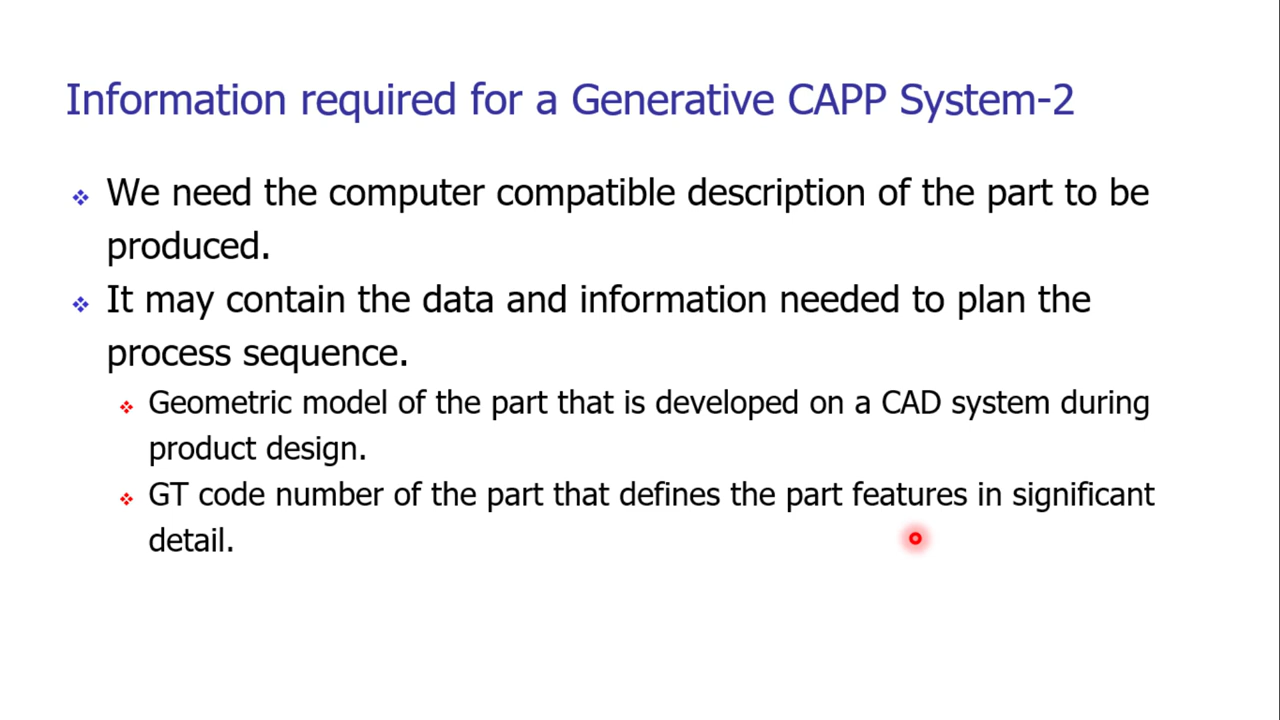 Information required for a Generative CAPP System-2
We need the computer compatible description of the part to be
produced.
It may contain the data and information needed to plan the
process sequence.
Geometric model of the part that is developed on a CAD system during
product design.
GT code number of the part that defines the part features in significant
detail.